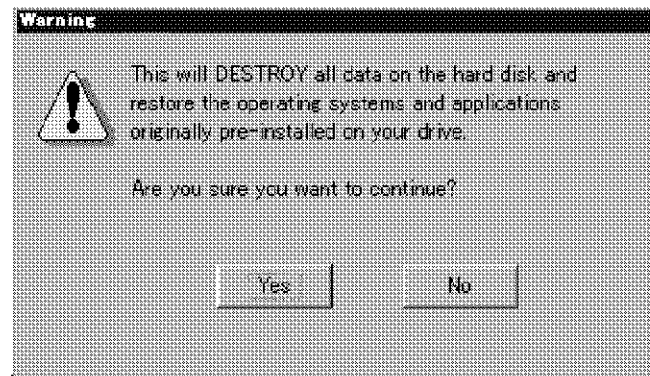 Warning
This will DESTROY all data on the hard disk and
restore the operating systems and applications
originally pre-installed on your drive.
Are you sure you want to continue?
Yes
No